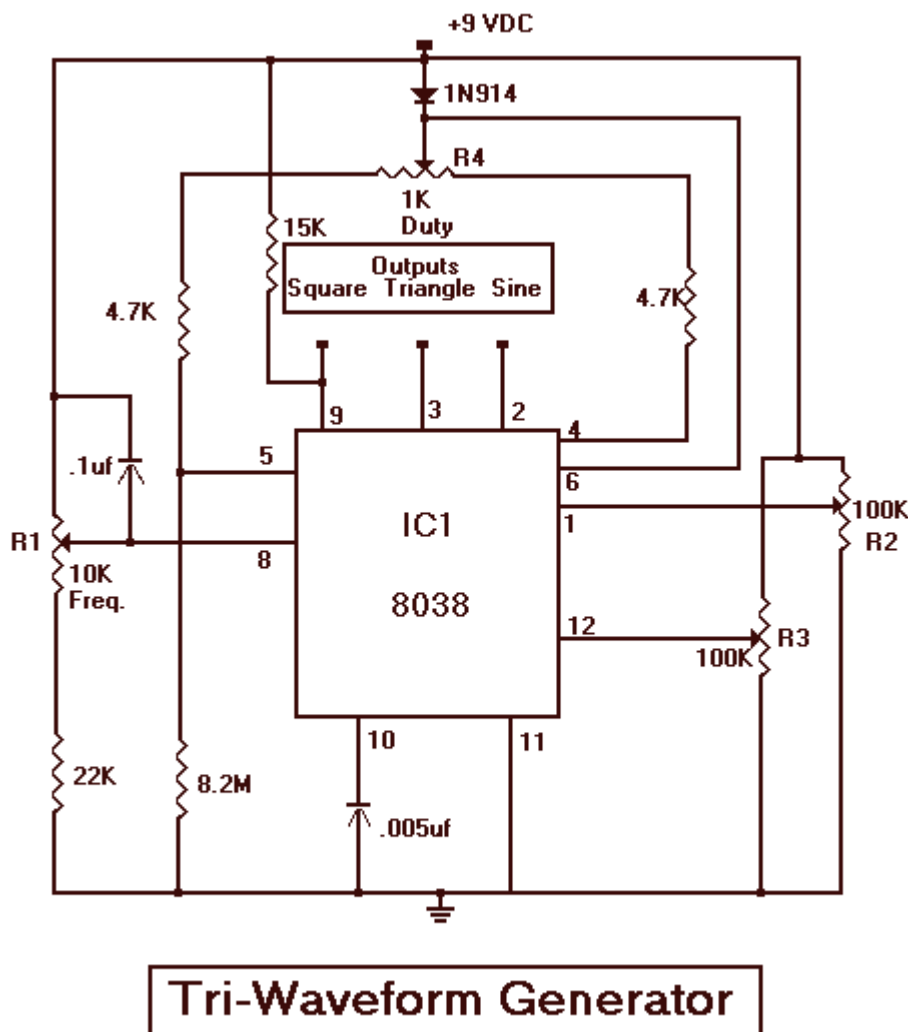 +9 VDC
1N914
R4
1K
Duty
15K
Outputs
Square Triangle Sine
4.7K
4.7K
9
3
2
4
5
6
.1uf
1
100K
R1
8
IC1
R2
10K
Freq.
8038
12
R3
100K
10
11
22K
8.2M
.005uf
Tri-Waveform Generator